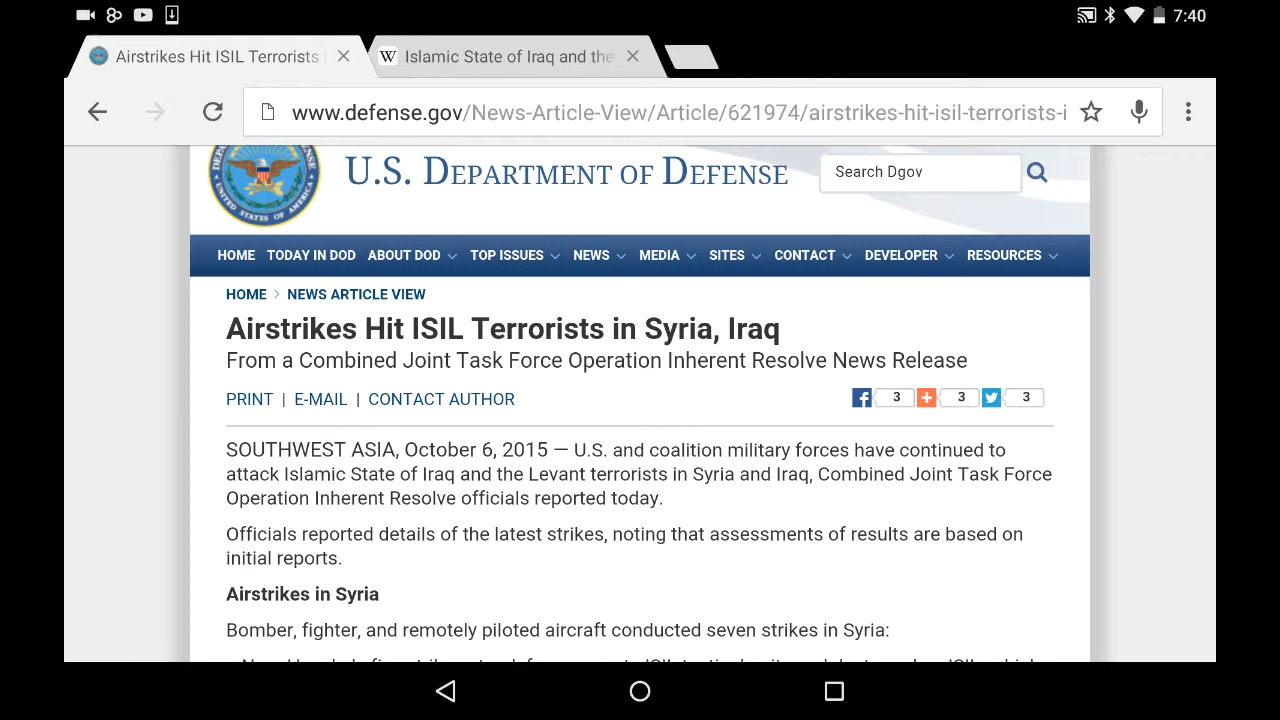 7:40
Airstrikes Hit ISIL Terrorists
Islamic State of Iraq and the
www.defense.gov/News-Article-View/Article/621974/airstrikes-hit-isil-terrorists-i
U.S. DEPARTMENT OF DEFENSE
Search Dgov
UNITED STATES OF AMERICA
HOME TODAY IN DOD ABOUT DOD TOP ISSUES NEWS MEDIA SITES CONTACT DEVELOPER RESOURCES
HOME > NEWS ARTICLE VIEW
Airstrikes Hit ISIL Terrorists in Syria, Iraq
From a Combined Joint Task Force Operation Inherent Resolve News Release
PRINT | E-MAIL | CONTACT AUTHOR
3 3 3
SOUTHWEST ASIA, October 6, 2015 — U.S. and coalition military forces have continued to
attack Islamic State of Iraq and the Levant terrorists in Syria and Iraq, Combined Joint Task Force
Operation Inherent Resolve officials reported today.
Officials reported details of the latest strikes, noting that assessments of results are based on
initial reports.
Airstrikes in Syria
Bomber, fighter, and remotely piloted aircraft conducted seven strikes in Syria: